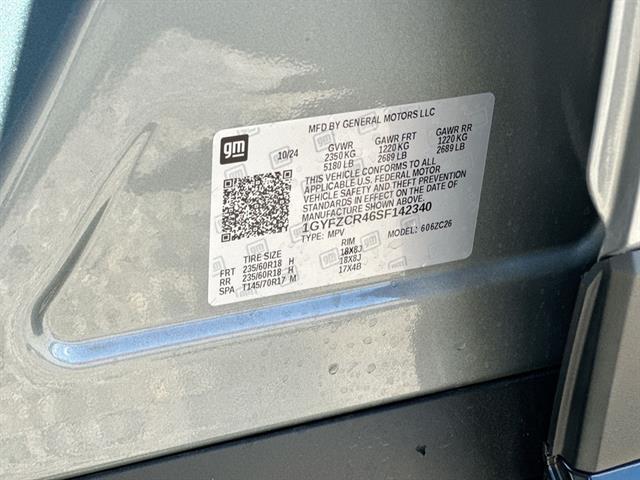 MFD BY GENERAL MOTORS LLC
gm
10/24 GVWR GAWR FRT GAWR RR
2350KG 1220 KG 1220 KG
5180 LB 2689 LB 2689 LB
THIS VEHICLE CONFORMS TO ALL
APPLICABLE U.S. FEDERAL MOTOR
VEHICLE SAFETY AND THEFT PREVENTION
STANDARDS IN EFFECT ON THE DATE OF
MANUFACTURE SHOWN ABOVE.
1GYFZCR46SF142340
TYPE: MPV MODEL: 606ZC26
TIRE SIZE RIM
FRT 235/60R18 H 18X8J
RR 235/60R18 H 18X8J
SPA T145/70R17 M 17X4B